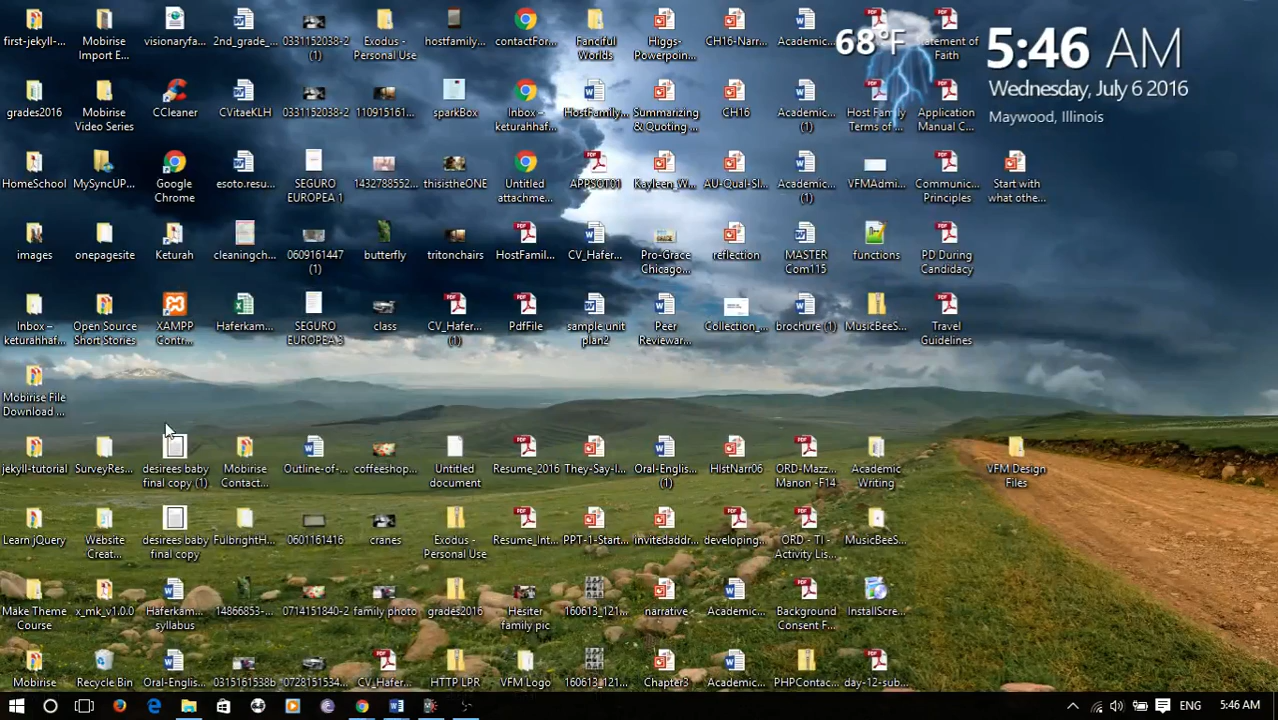 first-jekyll-...
Mobirise
Import E...
visionaryfa...
2nd_grade_...
0331152038-2
(1)
Exodus -
Personal Use
hostfamily...
contactFor...
Fanciful
Worlds
Higgs-
Powerpoin...
CH16-Narr...
Academic...
68°F
Statement of
Faith
5:46 AM
Wednesday, July 6 2016
Maywood, Illinois
grades2016
Mobirise
Video Series
CCleaner
CVitaeKLH
0331152038-2
110915161...
sparkBox
Inbox –
keturahhaf...
HostFamily...
Summarizing
& Quoting ...
CH16
Academic...
(1)
Host Family
Terms of ...
Application
Manual C...
HomeSchool
MySyncUP...
Google
Chrome
esoto.resu...
SEGURO
EUROPEA 1
1432788552...
thisistheONE
Untitled
attachme...
APPSOT01
Kayleen_W...
AU-Qual-Sl...
Academic...
(1)
VFMAdmi...
Communic...
Principles
Start with
what othe...
images
onepagesite
Keturah
cleaningch...
0609161447
(1)
butterfly
tritonchairs
HostFamil...
CV_Hafer...
Pro-Grace
Chicago...
reflection
MASTER
Com115
functions
PD During
Candidacy
Inbox –
keturahhaf...
Open Source
Short Stories
XAMPP
Contr...
Haferkam...
SEGURO
EUROPEA 3
class
CV_Hafer...
(1)
PdfFile
sample unit
plan2
Peer
Reviewar...
Collection_...
brochure (1)
MusicBeeS...
Travel
Guidelines
Mobirise File
Download ...
jekyll-tutorial
SurveyRes...
desirees baby
final copy (1)
Mobirise
Contact...
Outline-of-...
coffeeshop...
Untitled
document
Resume_2016
They-Say-I...
Oral-Englis...
(1)
HIstNarr06
ORD-Mazz...
Manon -F14
Academic
Writing
VFM Design
Files
Learn jQuery
Website
Creat...
desirees baby
final copy
FulbrightH...
0601161416
cranes
Exodus -
Personal Use
Resume_Int...
PPT-1-Start...
invitedaddr...
developing...
ORD - TI -
Activity Lis...
MusicBeeS...
Make Theme
Course
x_mk_v1.0.0
Haferkamp
syllabus
14866853-...
0714151840-2
family photo
grades2016
Hesiter
family pic
160613_121...
narrative
Academic...
Background
Consent F...
InstallScre...
Mobirise
Recycle Bin
Oral-Englis...
0315161538b
0728151534...
CV_Hafer...
HTTP LPR
VFM Logo
160613_121...
Chapter3
Academic...
PHPContac...
day-12-sub...
ENG
5:46 AM